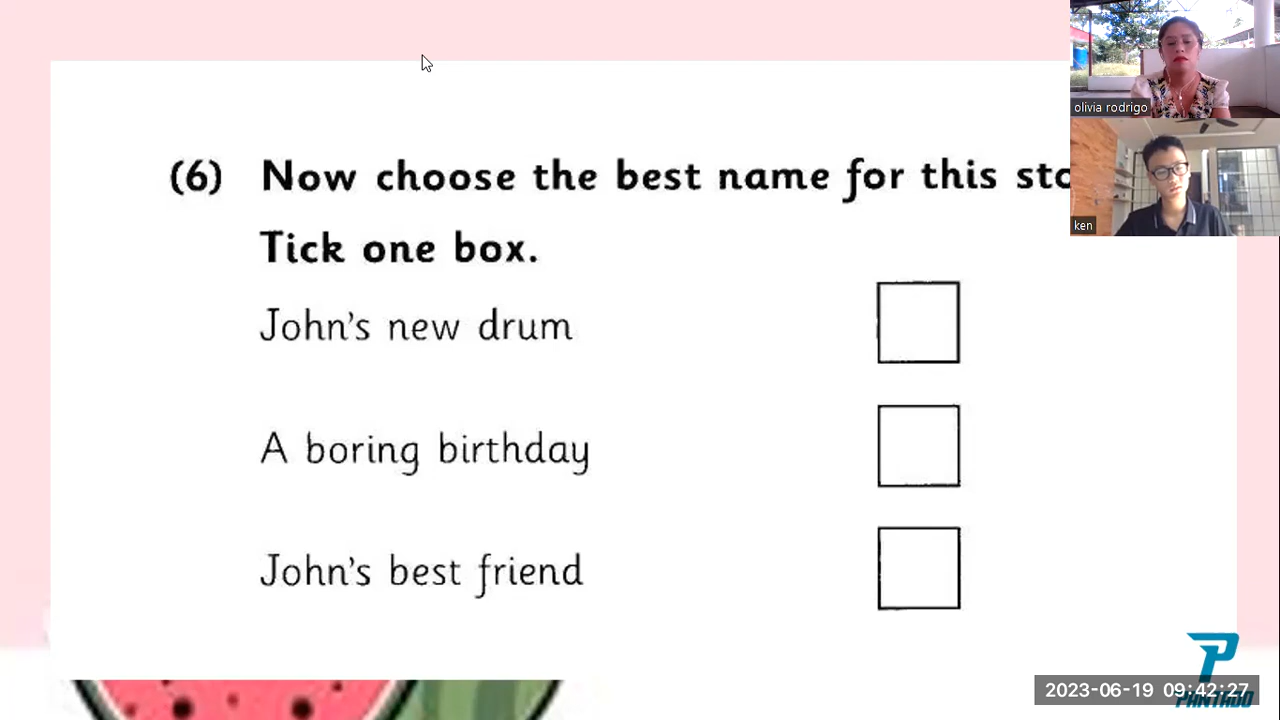 olivia rodrigo
(6) Now choose the best name for this
Tick one box.
ken
John's new drum
A boring birthday
John's best friend
2023-06-19 09:42:27
PANTADO